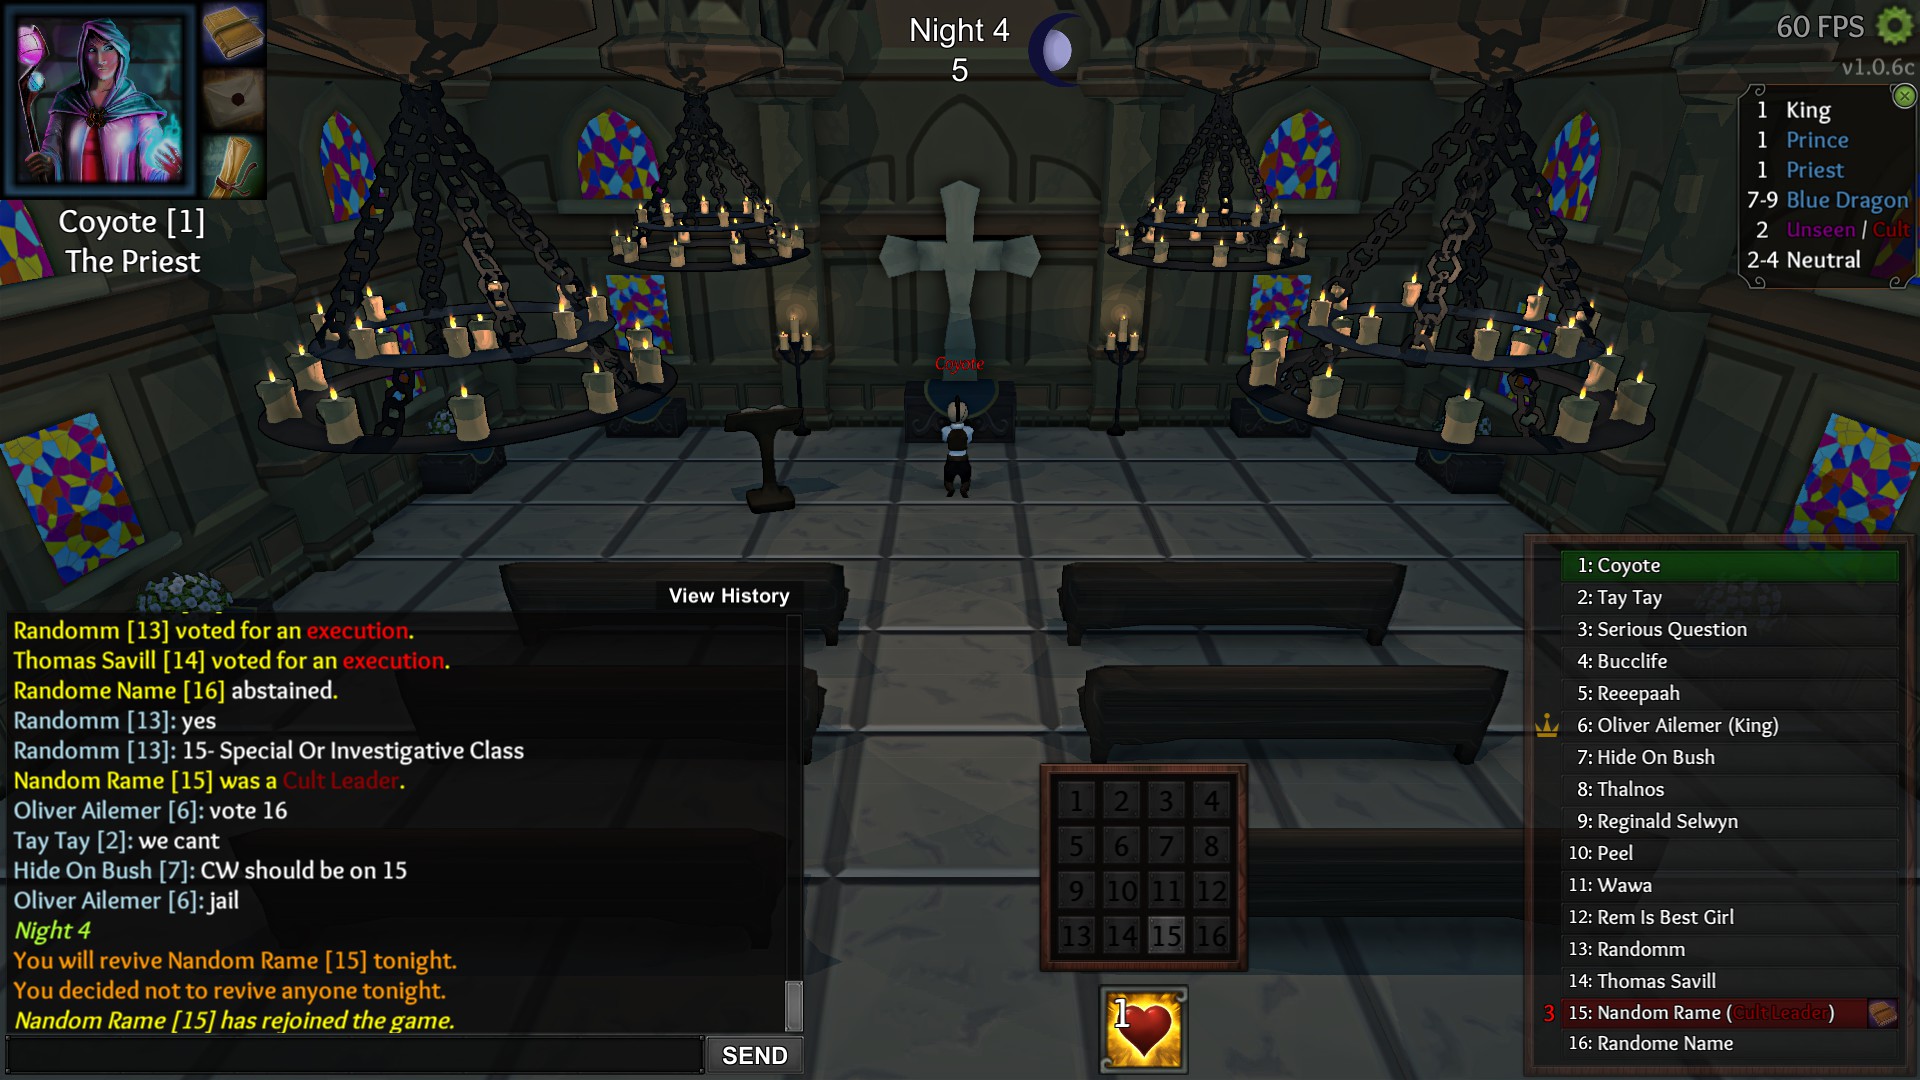 Night 4
5
60 FPS
v1.0.6c
1 King
1 Prince
1 Priest
7-9 Blue Dragon
2 Unseen / Cult
2-4 Neutral
Coyote [1]
The Priest
Coyote
View History
Randomm [13] voted for an execution.
Thomas Savill [14] voted for an execution.
Randome Name [16] abstained.
Randomm [13]: yes
Randomm [13]: 15- Special Or Investigative Class
Nandom Rame [15] was a Cult Leader.
Oliver Ailemer [6]: vote 16
Tay Tay [2]: we cant
Hide On Bush [7]: CW should be on 15
Oliver Ailemer [6]: jail
Night 4
You will revive Nandom Rame [15] tonight.
You decided not to revive anyone tonight.
Nandom Rame [15] has rejoined the game.
SEND
1 2 3 4
5 6 7 8
9 10 11 12
13 14 15 16
1
1: Coyote
2: Tay Tay
3: Serious Question
4: Bucclife
5: Reeepaah
6: Oliver Ailemer (King)
7: Hide On Bush
8: Thalnos
9: Reginald Selwyn
10: Peel
11: Wawa
12: Rem Is Best Girl
13: Randomm
14: Thomas Savill
3 15: Nandom Rame (Cult Leader)
16: Randome Name